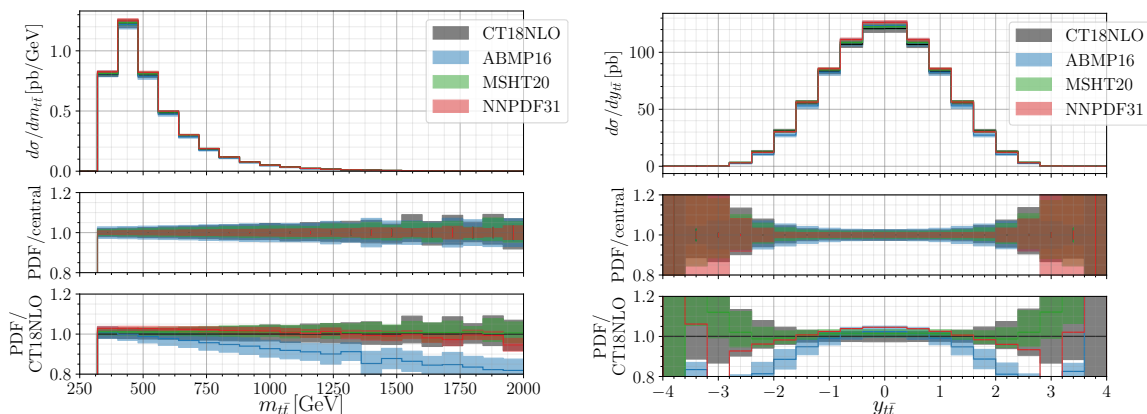 dσ/dm_{tt̄} [pb/GeV]
1.0
0.5
0.0
CT18NLO
ABMP16
MSHT20
NNPDF31
PDF/central
1.2
1.0
0.8
PDF/
CT18NLO
1.2
1.0
0.8
250 500 750 1000 1250 1500 1750 2000
m_{tt̄} [GeV]
dσ/dy_{tt̄} [pb]
100
50
0
CT18NLO
ABMP16
MSHT20
NNPDF31
PDF/central
1.2
1.0
0.8
PDF/
CT18NLO
1.2
1.0
0.8
−4 −3 −2 −1 0 1 2 3 4
y_{tt̄}